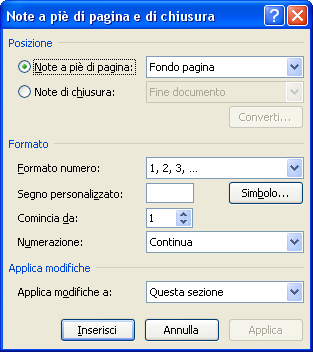 Note a piè di pagina e di chiusura
Posizione
Note a piè di pagina: Fondo pagina
Note di chiusura: Fine documento
Converti...
Formato
Formato numero: 1, 2, 3, ...
Segno personalizzato: Simbolo...
Comincia da: 1
Numerazione: Continua
Applica modifiche
Applica modifiche a: Questa sezione
Inserisci Annulla Applica